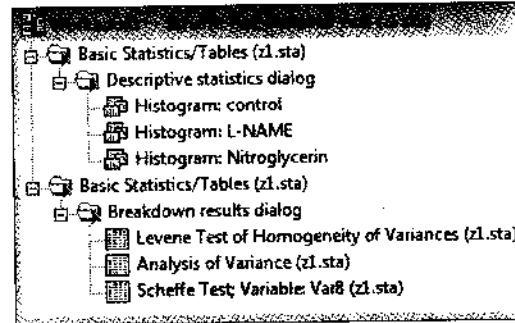 Basic Statistics/Tables (z1.sta)
Descriptive statistics dialog
Histogram: control
Histogram: L-NAME
Histogram: Nitroglycerin
Basic Statistics/Tables (z1.sta)
Breakdown results dialog
Levene Test of Homogeneity of Variances (z1.sta)
Analysis of Variance (z1.sta)
Scheffe Test; Variable: Var8 (z1.sta)